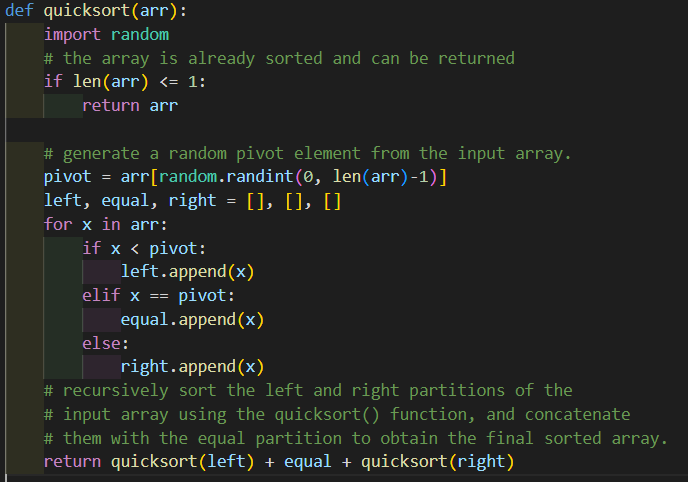 def quicksort(arr):
    import random
    # the array is already sorted and can be returned
    if len(arr) <= 1:
        return arr

    # generate a random pivot element from the input array.
    pivot = arr[random.randint(0, len(arr)-1)]
    left, equal, right = [], [], []
    for x in arr:
        if x < pivot:
            left.append(x)
        elif x == pivot:
            equal.append(x)
        else:
            right.append(x)
    # recursively sort the left and right partitions of the
    # input array using the quicksort() function, and concatenate
    # them with the equal partition to obtain the final sorted array.
    return quicksort(left) + equal + quicksort(right)